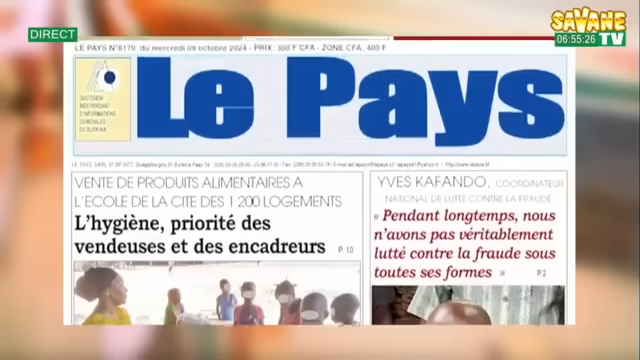 DIRECT
SAVANE TV
06:55:26
LE PAYS N°8170 du mercredi 09 octobre 2024 - PRIX: 300 F CFA - ZONE CFA, 400 F
Le Pays
QUOTIDIEN
INDEPENDANT
D'INFORMATIONS
GENERALES
DU BURKINA
VENTE DE PRODUITS ALIMENTAIRES A
L'ECOLE DE LA CITE DES 1 200 LOGEMENTS
L'hygiène, priorité des
vendeuses et des encadreurs P. 10
YVES KAFANDO, COORDINATEUR
NATIONAL DE LUTTE CONTRE LA FRAUDE
« Pendant longtemps, nous
n'avons pas véritablement
lutté contre la fraude sous
toutes ses formes » P.2